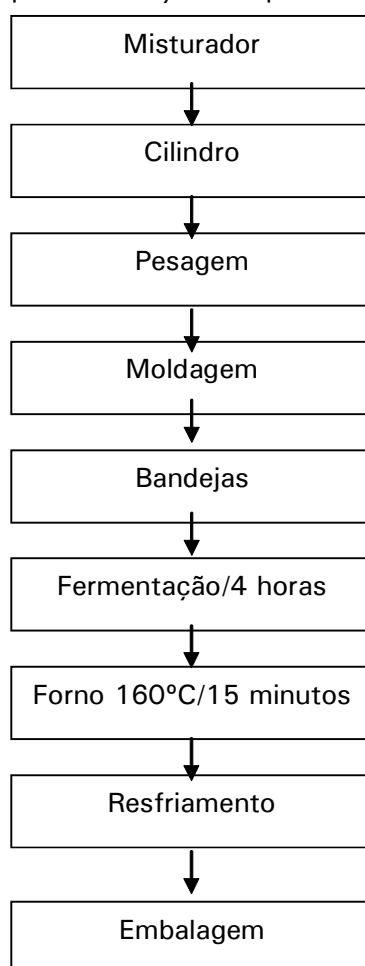 Misturador
Cilindro
Pesagem
Moldagem
Bandejas
Fermentação/4 horas
Forno 160ºC/15 minutos
Resfriamento
Embalagem